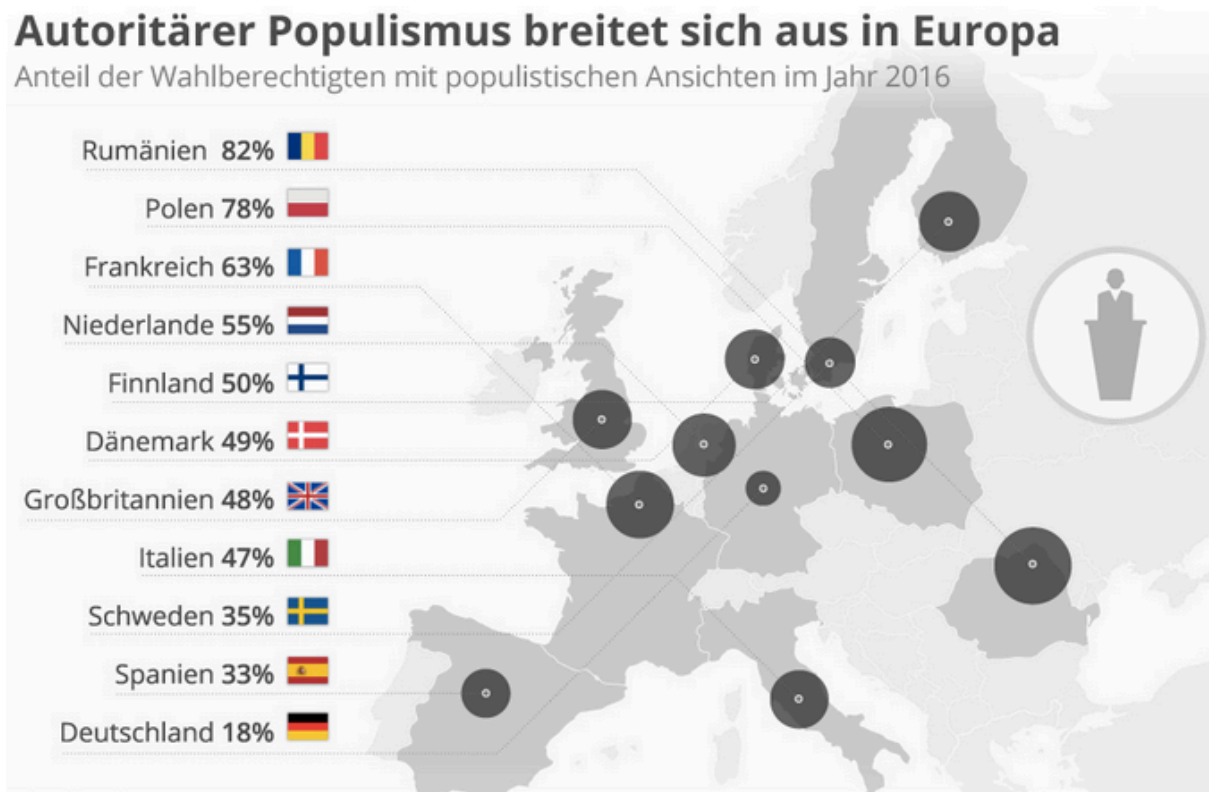 Autoritärer Populismus breitet sich aus in Europa
Anteil der Wahlberechtigten mit populistischen Ansichten im Jahr 2016
Rumänien 82%
Polen 78%
Frankreich 63%
Niederlande 55%
Finnland 50%
Dänemark 49%
Großbritannien 48%
Italien 47%
Schweden 35%
Spanien 33%
Deutschland 18%